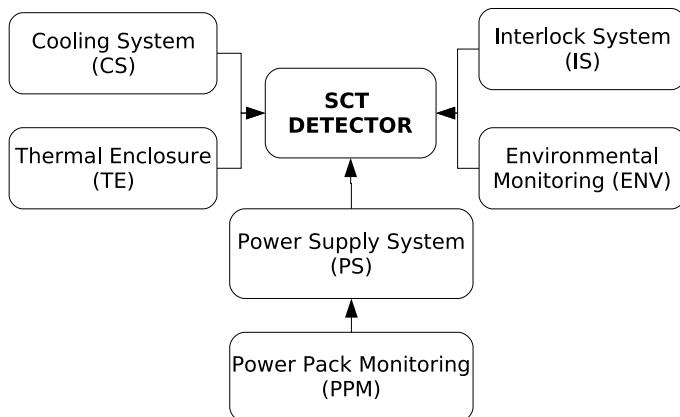 Cooling System
(CS)
Thermal Enclosure
(TE)
SCT
DETECTOR
Interlock System
(IS)
Environmental
Monitoring (ENV)
Power Supply System
(PS)
Power Pack Monitoring
(PPM)